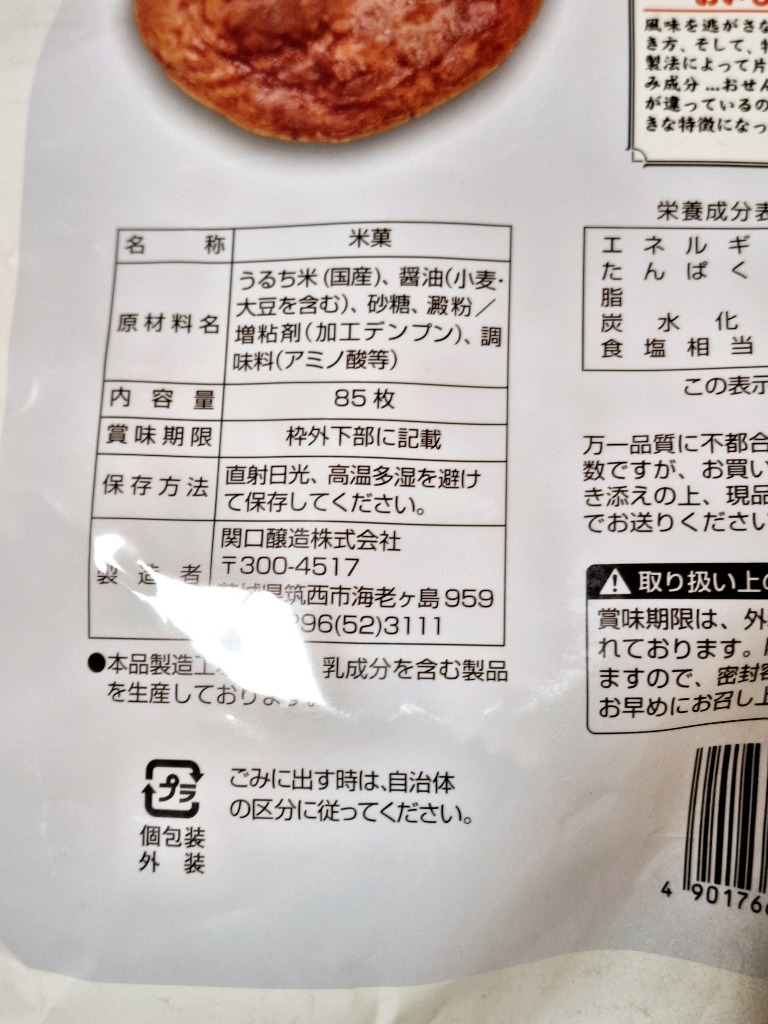 風味を逃がさな
き方、そして、
製法によって片
み成分…おせん
が違っているの
きな特徴になっ
名称 米菓
原材料名 うるち米(国産)、醤油(小麦・
大豆を含む)、砂糖、澱粉／
増粘剤(加工デンプン)、調
味料(アミノ酸等)
内容量 85枚
賞味期限 枠外下部に記載
保存方法 直射日光、高温多湿を避け
て保存してください。
製造者 関口醸造株式会社
〒300-4517
県筑西市海老ヶ島959
296(52)3111
●本品製造工 乳成分を含む製品
を生産しております。
栄養成分表
エネルギ
たんぱく
脂
炭水化
食塩相当
この表示
万一品質に不都合
数ですが、お買い
き添えの上、現品
でお送りください
取り扱い上の
賞味期限は、外
れております。
ますので、密封容
お早めにお召し上
プラ
個包装
外装
ごみに出す時は、自治体
の区分に従ってください。
4 90176